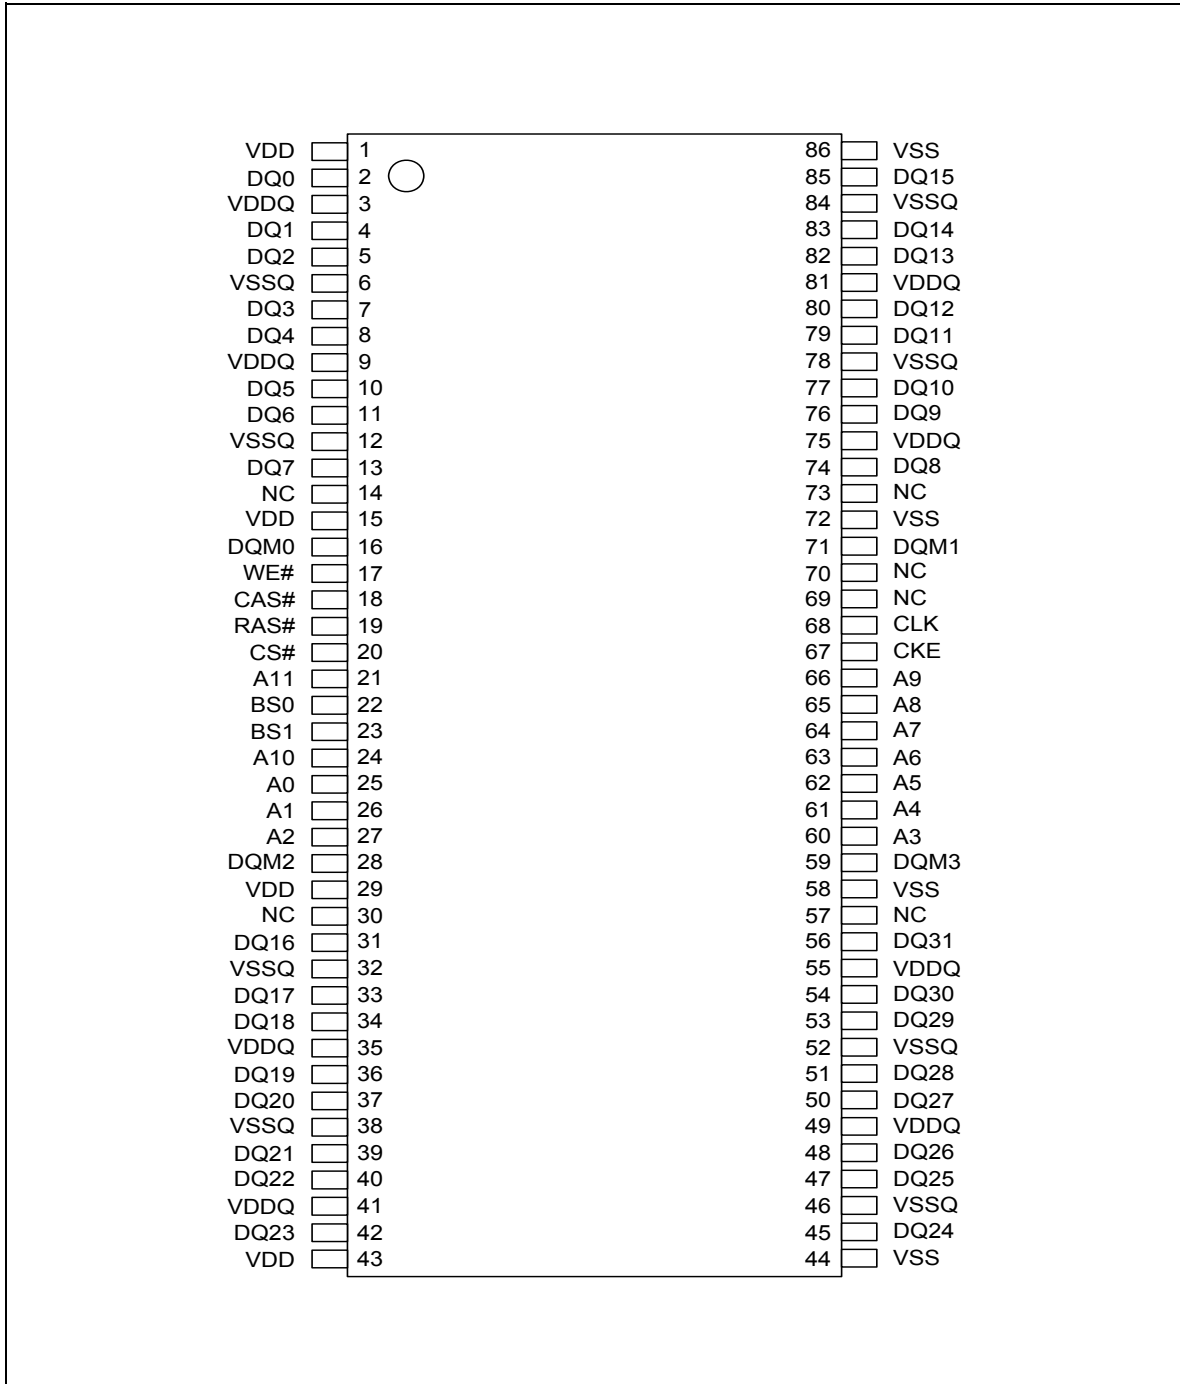 VDD 1 86 VSS
DQ0 2 85 DQ15
VDDQ 3 84 VSSQ
DQ1 4 83 DQ14
DQ2 5 82 DQ13
VSSQ 6 81 VDDQ
DQ3 7 80 DQ12
DQ4 8 79 DQ11
VDDQ 9 78 VSSQ
DQ5 10 77 DQ10
DQ6 11 76 DQ9
VSSQ 12 75 VDDQ
DQ7 13 74 DQ8
NC 14 73 NC
VDD 15 72 VSS
DQM0 16 71 DQM1
WE# 17 70 NC
CAS# 18 69 NC
RAS# 19 68 CLK
CS# 20 67 CKE
A11 21 66 A9
BS0 22 65 A8
BS1 23 64 A7
A10 24 63 A6
A0 25 62 A5
A1 26 61 A4
A2 27 60 A3
DQM2 28 59 DQM3
VDD 29 58 VSS
NC 30 57 NC
DQ16 31 56 DQ31
VSSQ 32 55 VDDQ
DQ17 33 54 DQ30
DQ18 34 53 DQ29
VDDQ 35 52 VSSQ
DQ19 36 51 DQ28
DQ20 37 50 DQ27
VSSQ 38 49 VDDQ
DQ21 39 48 DQ26
DQ22 40 47 DQ25
VDDQ 41 46 VSSQ
DQ23 42 45 DQ24
VDD 43 44 VSS